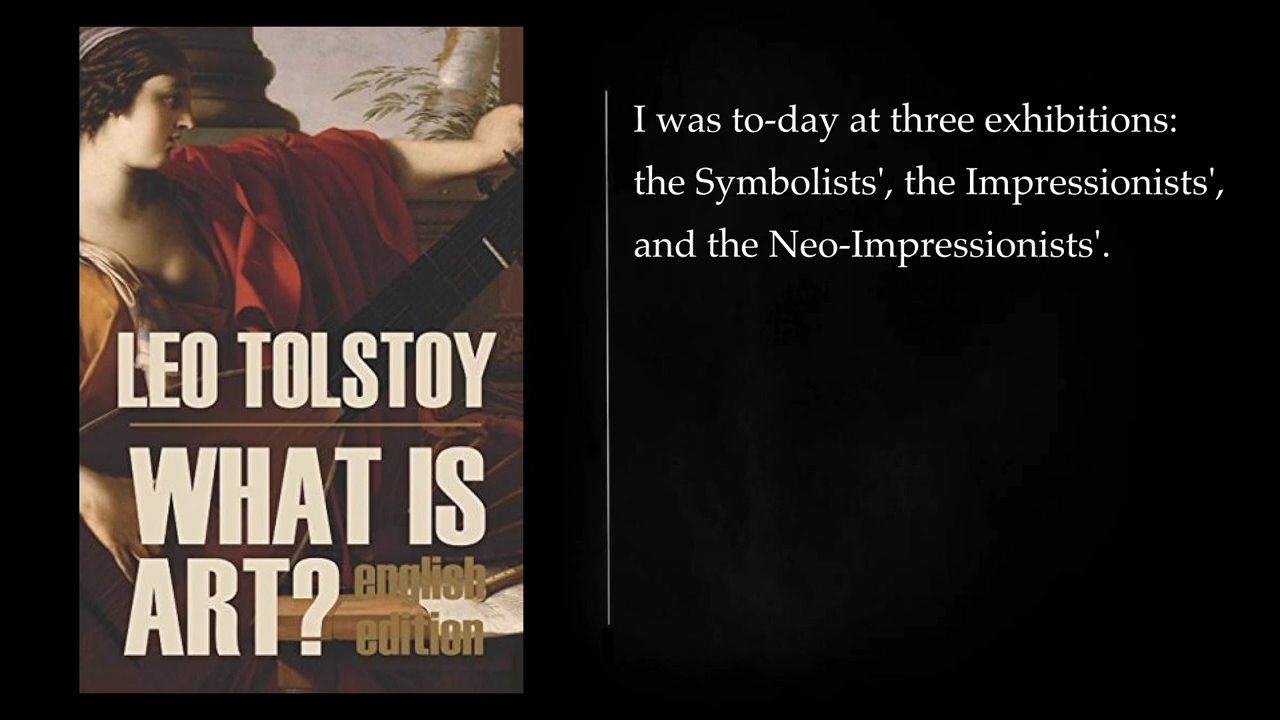 LEO TOLSTOY
WHAT IS
ART?
english
edition
I was to-day at three exhibitions:
the Symbolists', the Impressionists',
and the Neo-Impressionists'.